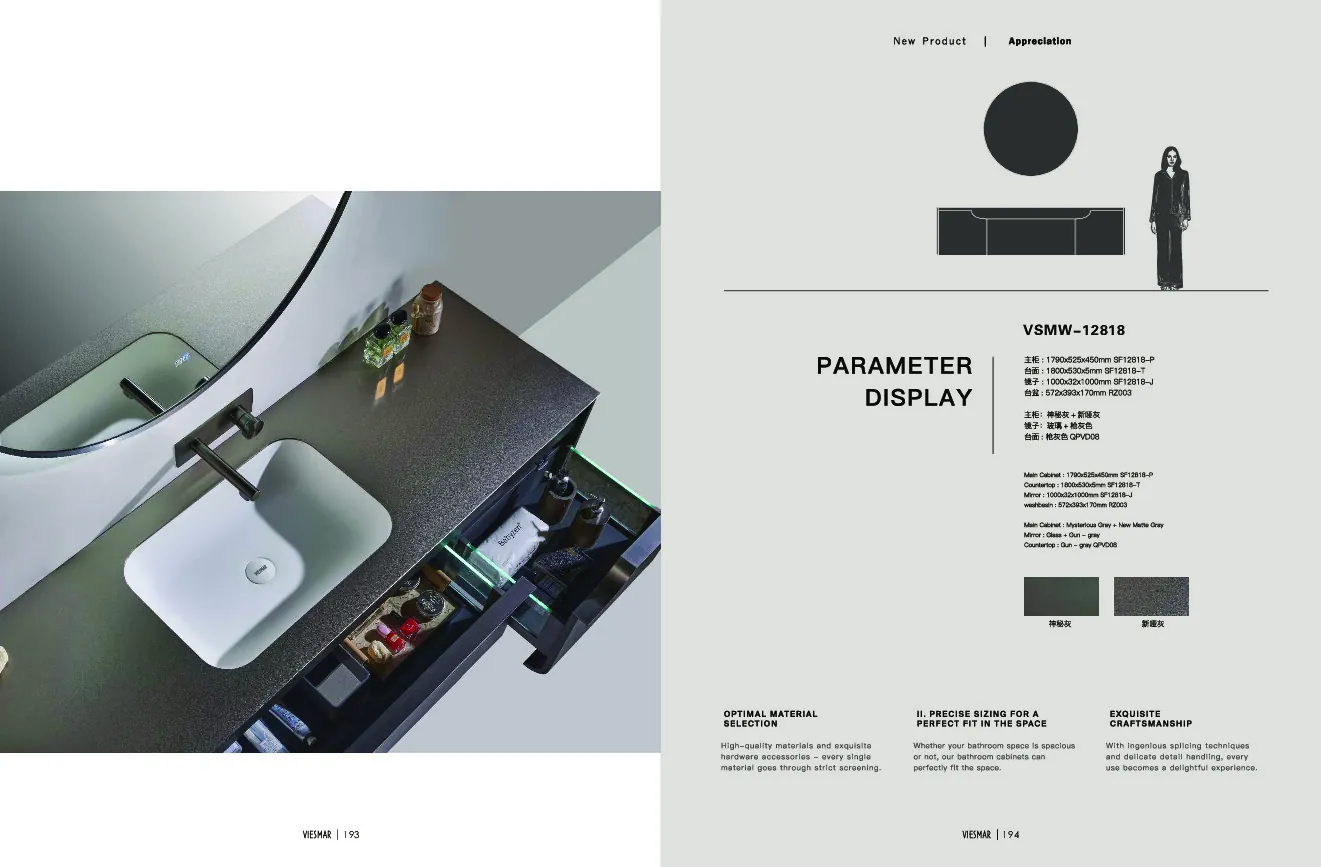 Babyzen
VIESMAR
VIESMAR | 193
New Product | Appreciation
PARAMETER
DISPLAY
VSMW-12818
主柜 : 1790x525x450mm SF12818-P
台面 : 1800x530x5mm SF12818-T
镜子 : 1000x32x1000mm SF12818-J
台盆 : 572x393x170mm RZ003
主柜: 神秘灰 + 新哑灰
镜子: 玻璃 + 枪灰色
台面 : 枪灰色 QPVD08
Main Cabinet : 1790x525x450mm SF12818-P
Countertop : 1800x530x5mm SF12818-T
Mirror : 1000x32x1000mm SF12818-J
washbasin : 572x393x170mm RZ003
Main Cabinet : Mysterious Gray + New Matte Gray
Mirror : Glass + Gun - gray
Countertop : Gun - gray QPVD08
神秘灰
新哑灰
OPTIMAL MATERIAL
SELECTION
High-quality materials and exquisite
hardware accessories - every single
material goes through strict screening.
II. PRECISE SIZING FOR A
PERFECT FIT IN THE SPACE
Whether your bathroom space is spacious
or not, our bathroom cabinets can
perfectly fit the space.
EXQUISITE
CRAFTSMANSHIP
With ingenious splicing techniques
and delicate detail handling, every
use becomes a delightful experience.
VIESMAR | 194